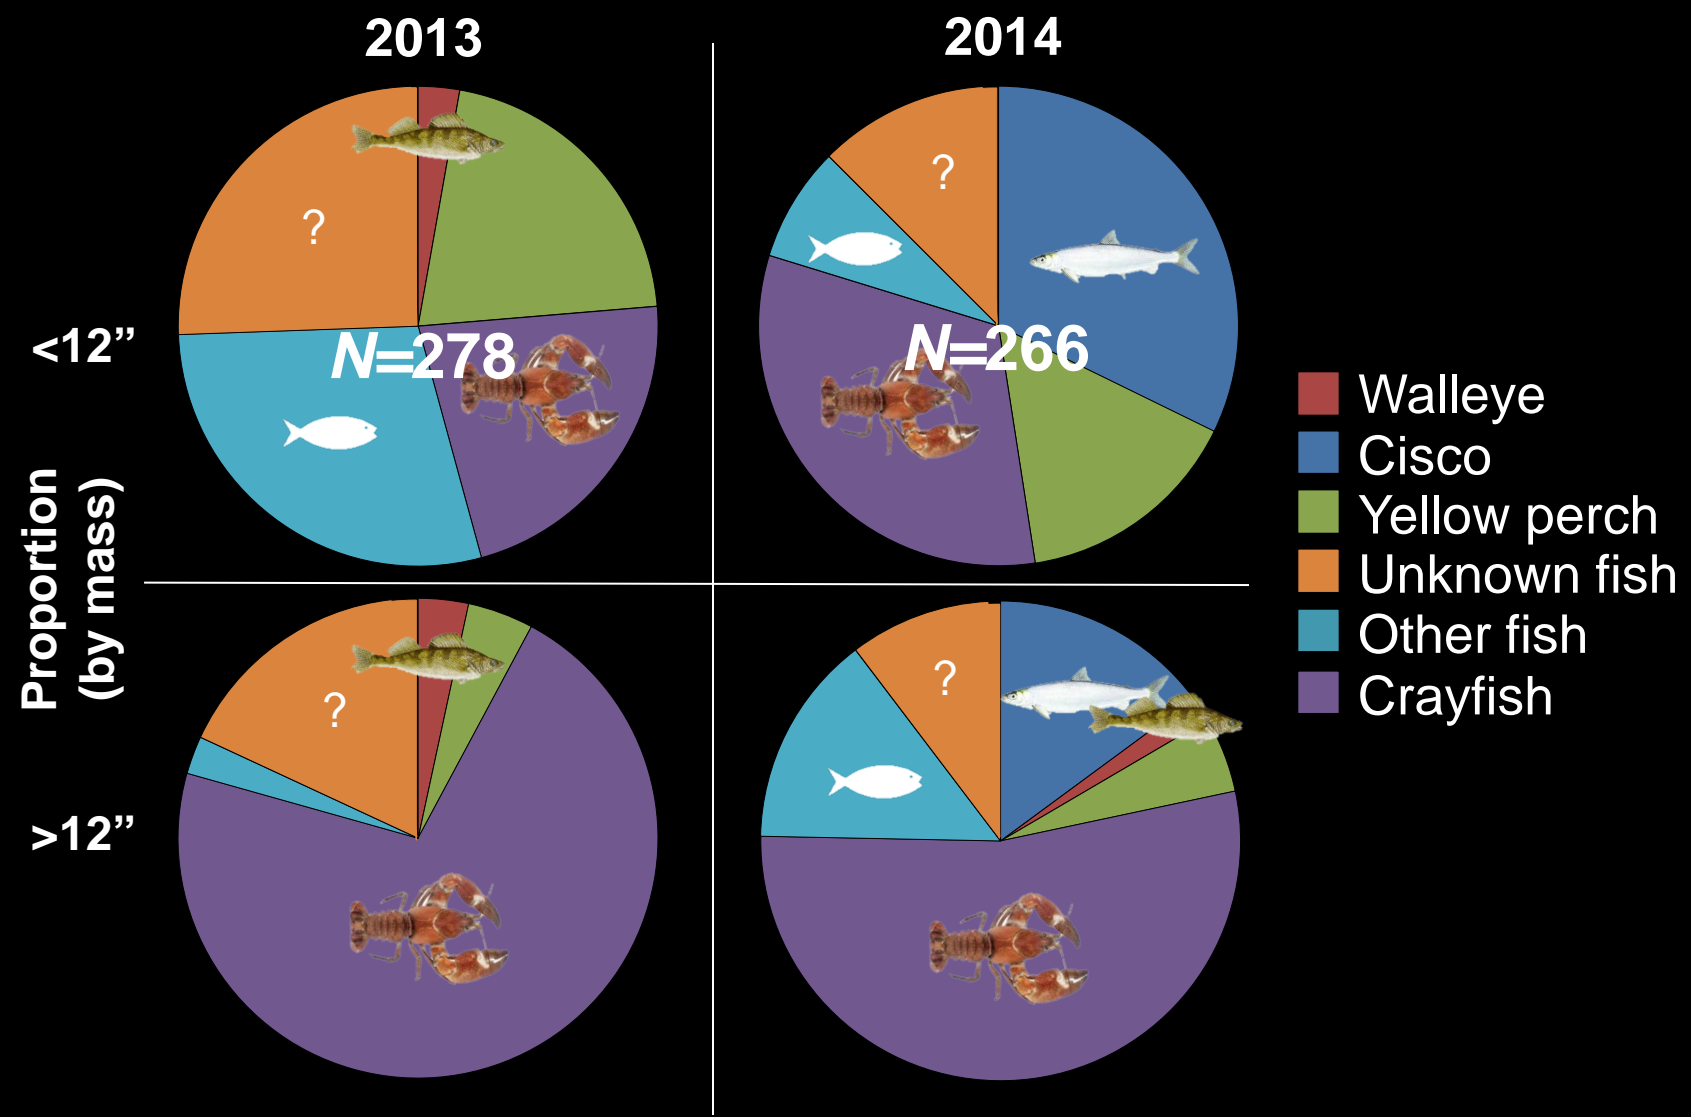 2013
2014
?
?
<12”
N=278
N=266
Proportion
(by mass)
?
?
>12”
Walleye
Cisco
Yellow perch
Unknown fish
Other fish
Crayfish